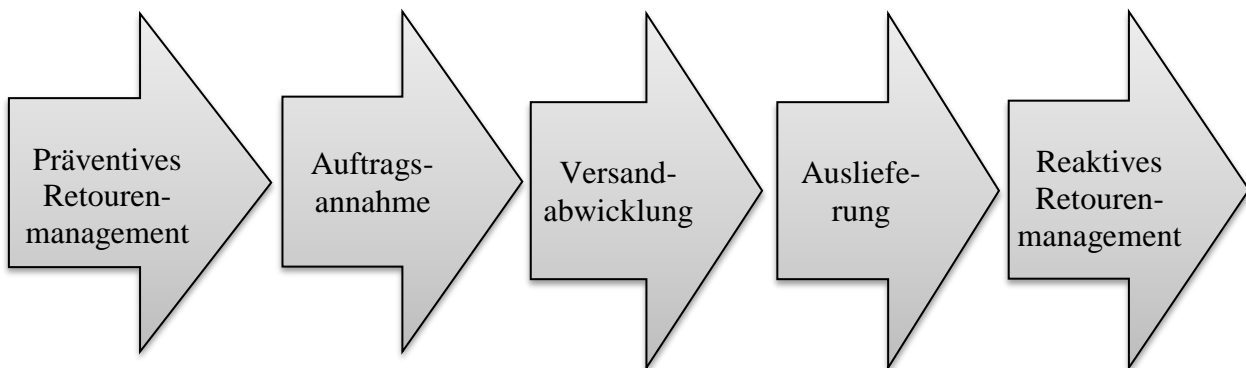 Präventives
Retouren-
management
Auftrags-
annahme
Versand-
abwicklung
Ausliefe-
rung
Reaktives
Retouren-
management